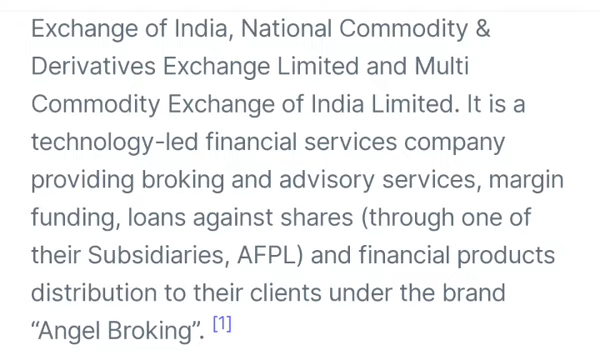 Exchange of India, National Commodity &
Derivatives Exchange Limited and Multi
Commodity Exchange of India Limited. It is a
technology-led financial services company
providing broking and advisory services, margin
funding, loans against shares (through one of
their Subsidiaries, AFPL) and financial products
distribution to their clients under the brand
“Angel Broking”. [1]